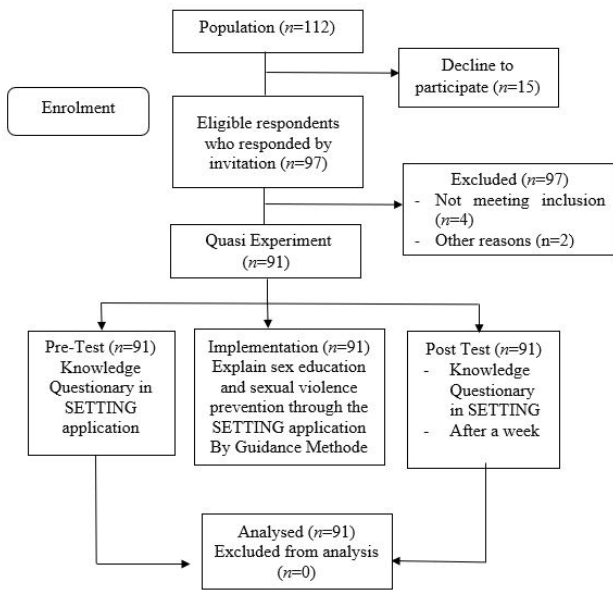 Population (n=112)
Decline to
participate (n=15)
Enrolment
Eligible respondents
who responded by
invitation (n=97)
Excluded (n=97)
- Not meeting inclusion
(n=4)
- Other reasons (n=2)
Quasi Experiment
(n=91)
Pre-Test (n=91)
Knowledge
Questionary in
SETTING
application
Implementation (n=91)
Explain sex education
and sexual violence
prevention through the
SETTING application
By Guidance Methode
Post Test (n=91)
- Knowledge
Questionary
in SETTING
- After a week
Analysed (n=91)
Excluded from analysis
(n=0)